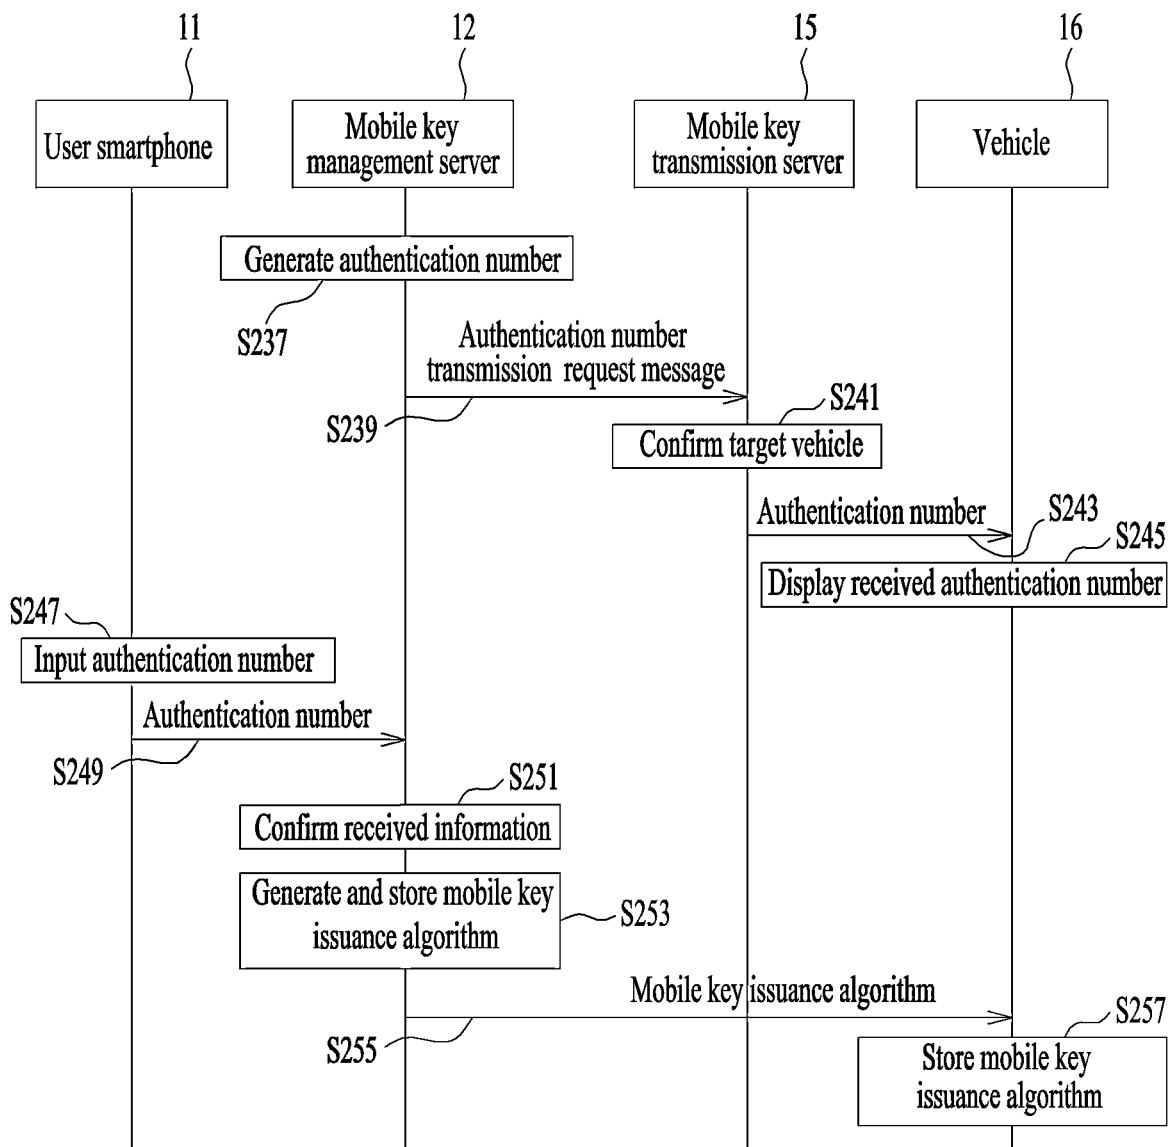 11
12
15
16
User smartphone
Mobile key
management server
Mobile key
transmission server
Vehicle
Generate authentication number
S237
Authentication number
transmission request message
S239
S241
Confirm target vehicle
Authentication number
S243
S245
Display received authentication number
S247
Input authentication number
Authentication number
S249
S251
Confirm received information
Generate and store mobile key
issuance algorithm
S253
Mobile key issuance algorithm
S255
S257
Store mobile key
issuance algorithm